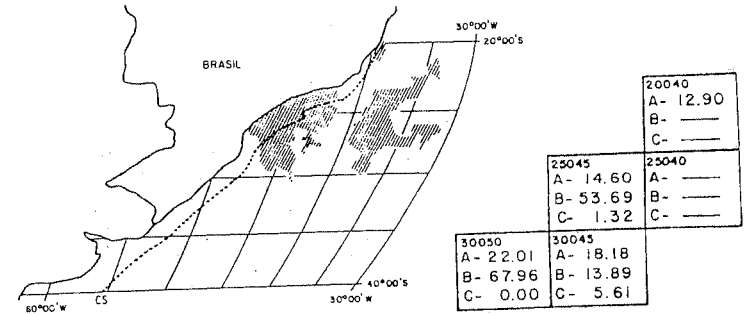 30°00'W
20°00'S
BRASIL
20040
A- 12.90
B- ——
C- ——
25045
A- 14.60
B- 53.69
C- 1.32
25040
A- ——
B- ——
C- ——
30050
A- 22.01
B- 67.96
C- 0.00
30045
A- 18.18
B- 13.89
C- 5.61
40°00'S
30°00'W
60°00'W
CS